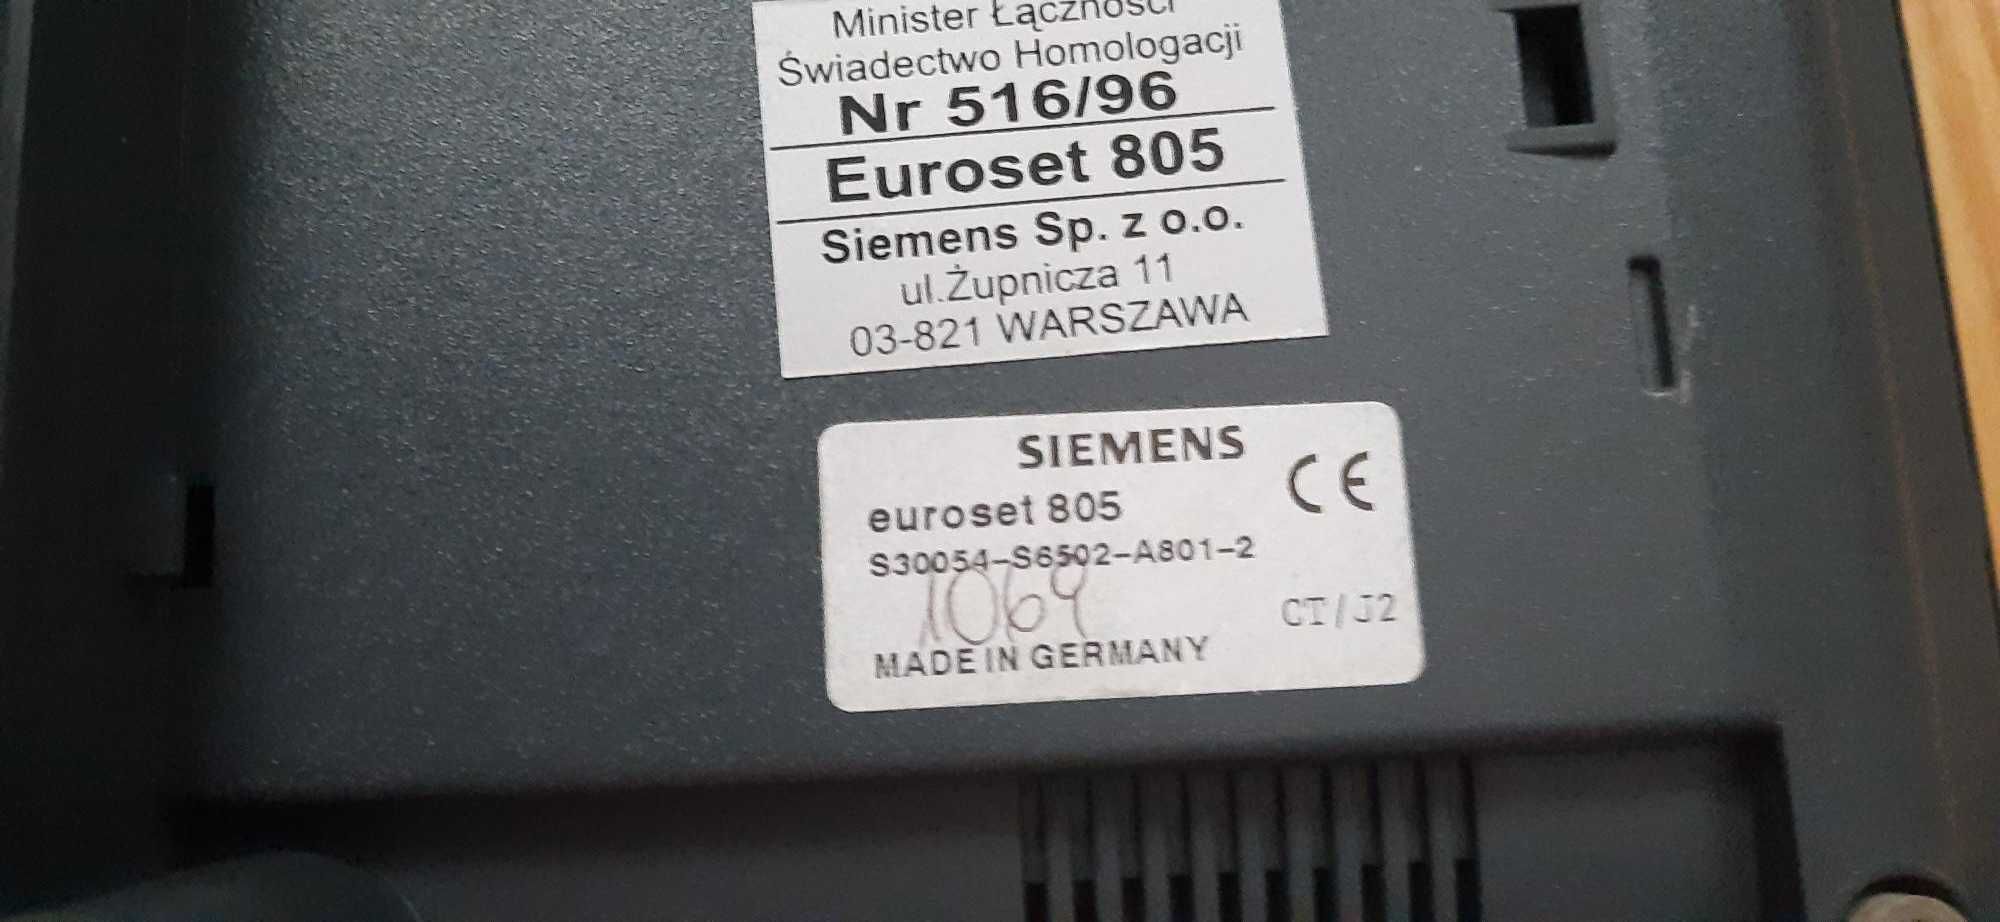 Minister Łączności
Świadectwo Homologacji
Nr 516/96
Euroset 805
Siemens Sp. z o.o.
ul.Żupnicza 11
03-821 WARSZAWA
SIEMENS
CE
euroset 805
S30054-S6502-A801-2
1069
CT/J2
MADE IN GERMANY